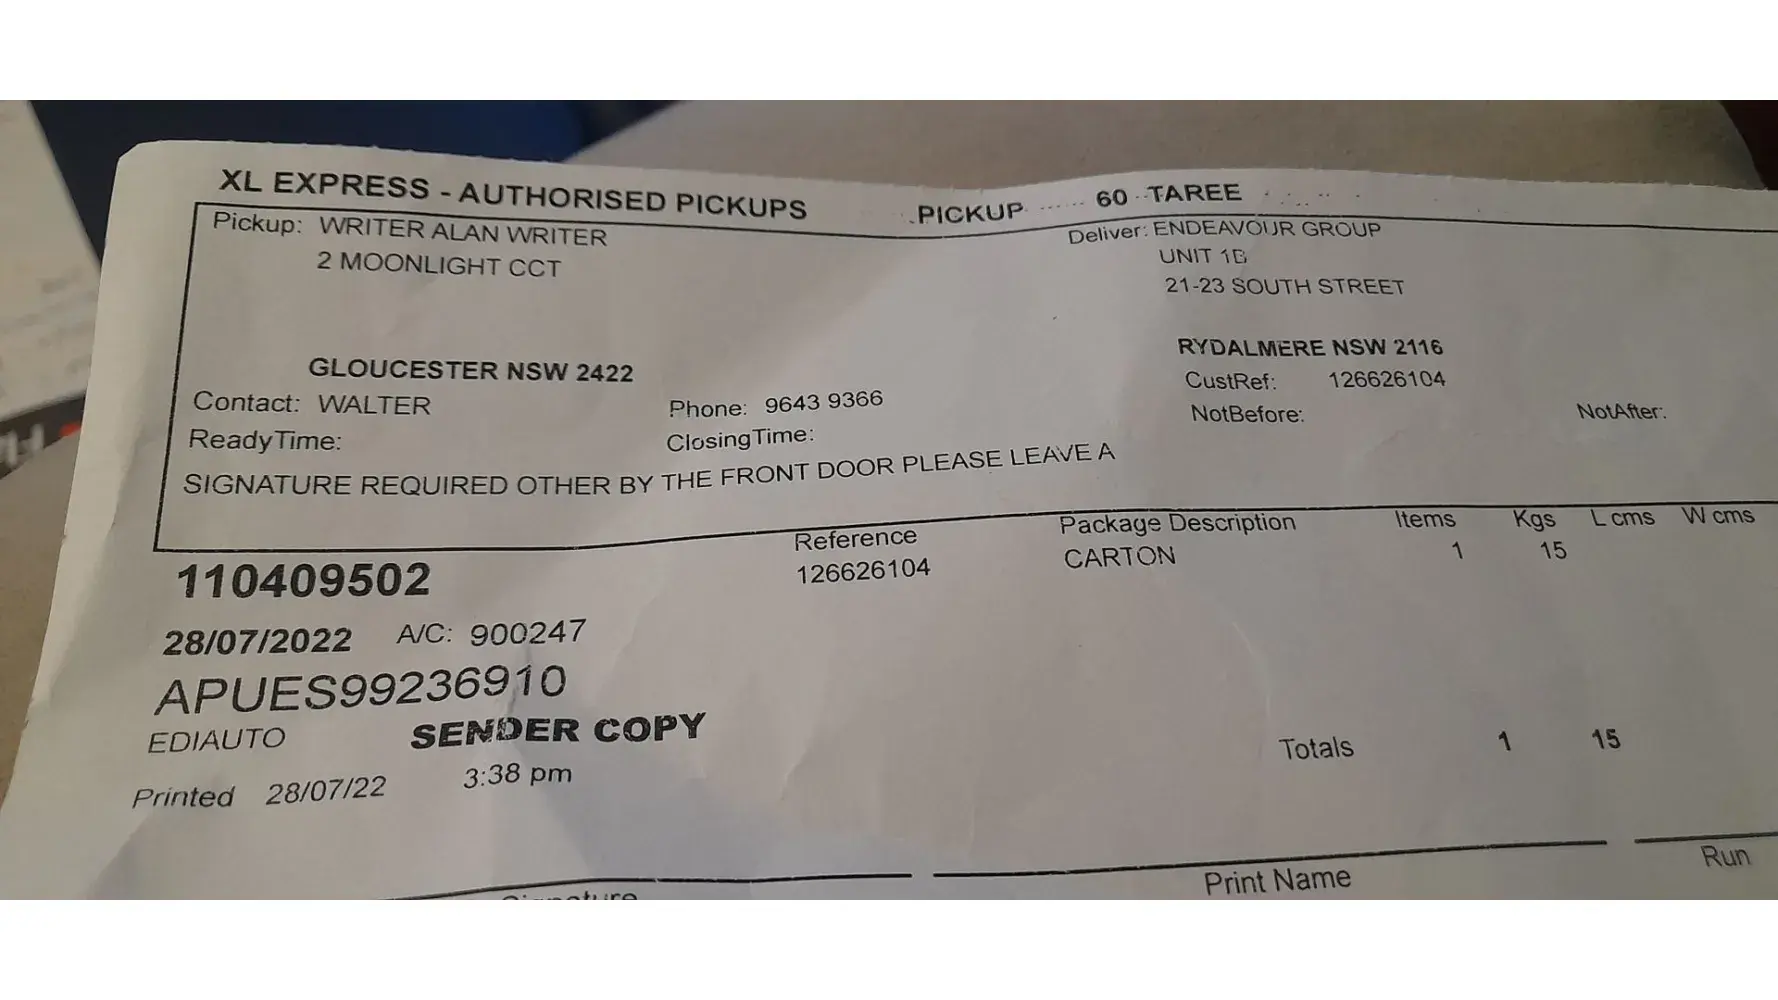 XL EXPRESS - AUTHORISED PICKUPS PICKUP 60 TAREE
Pickup: WRITER ALAN WRITER
2 MOONLIGHT CCT
GLOUCESTER NSW 2422
Contact: WALTER Phone: 9643 9366
ReadyTime: ClosingTime:
SIGNATURE REQUIRED OTHER BY THE FRONT DOOR PLEASE LEAVE A
Deliver: ENDEAVOUR GROUP
UNIT 1B
21-23 SOUTH STREET
RYDALMERE NSW 2116
CustRef: 126626104
NotBefore: NotAfter:
Reference Package Description Items Kgs L cms W cms
126626104 CARTON 1 15
110409502
28/07/2022 A/C: 900247
APUES99236910
EDIAUTO SENDER COPY
Printed 28/07/22 3:38 pm
Totals 1 15
Signature Print Name Run